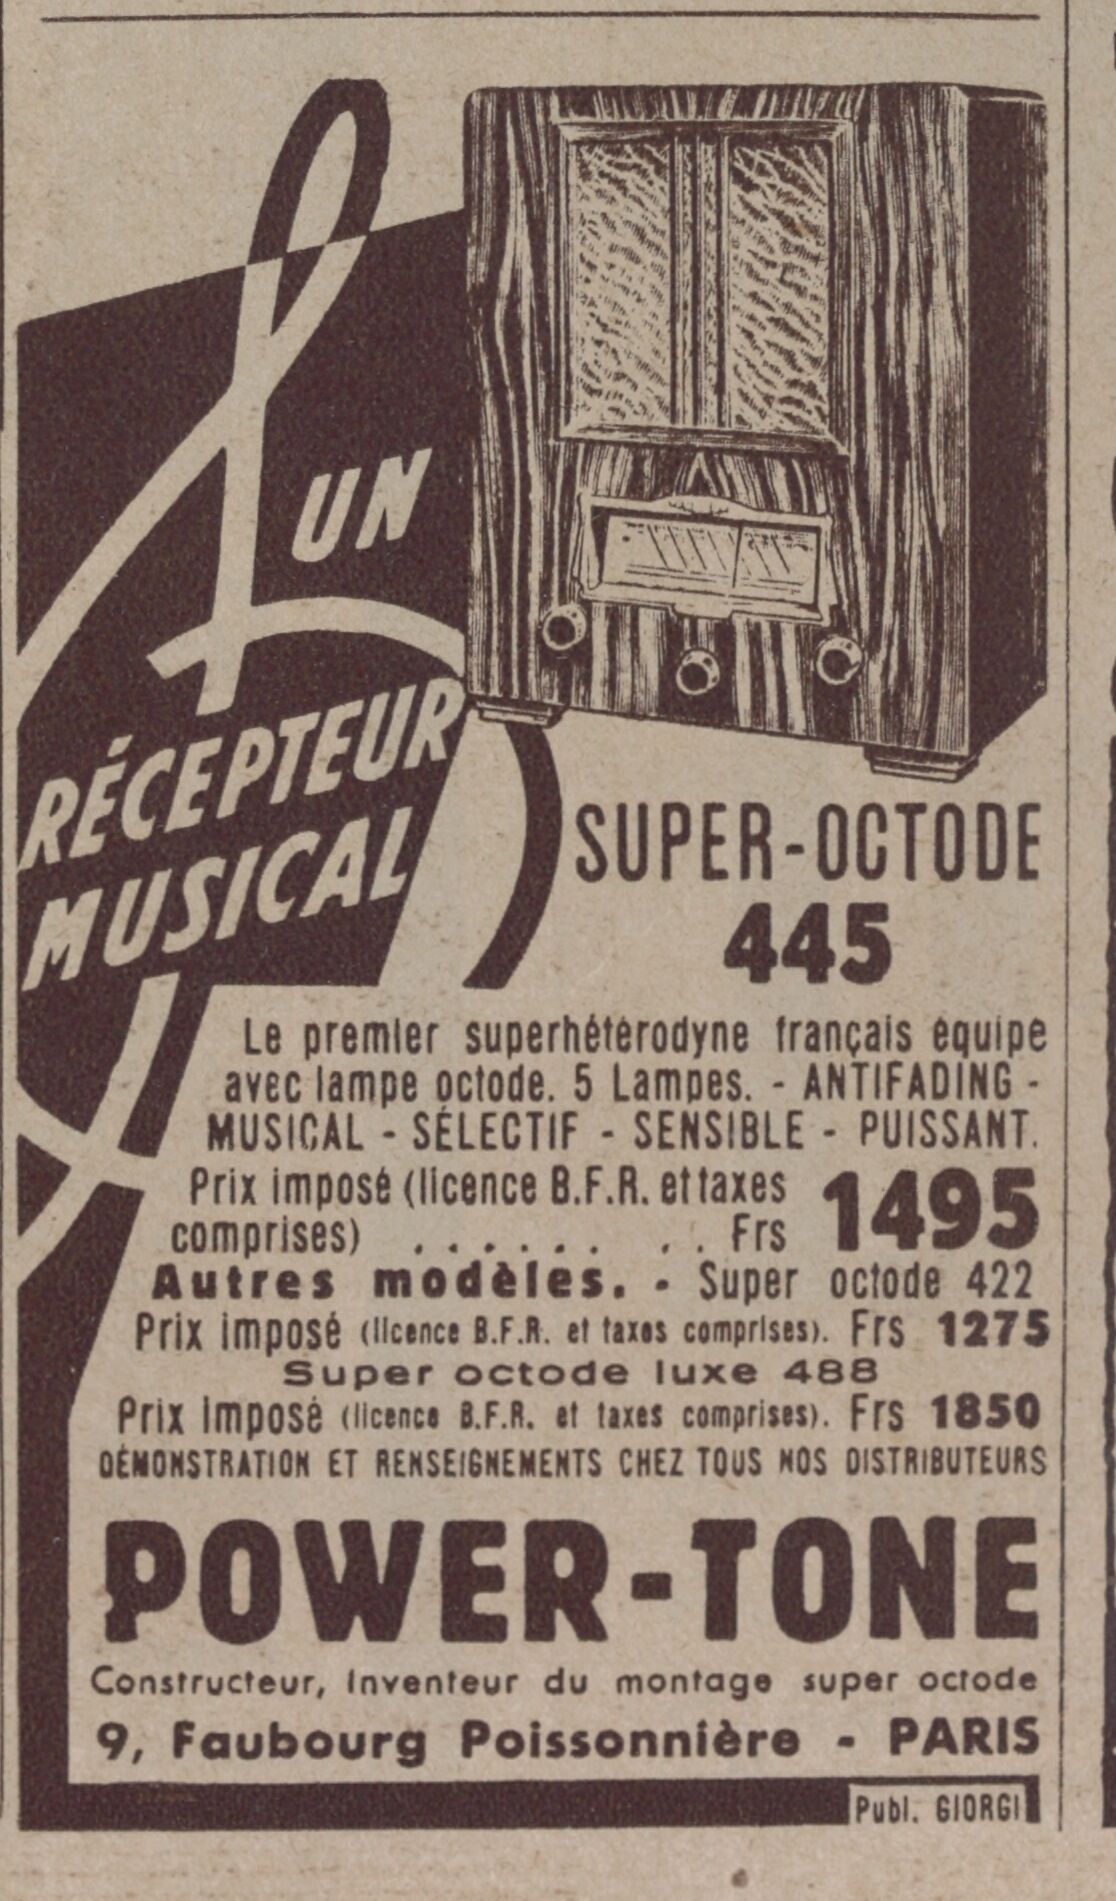 UN
RÉCEPTEUR
MUSICAL
SUPER-OCTODE
445
Le premier superhétérodyne français équipé
avec lampe octode. 5 Lampes. - ANTIFADING -
MUSICAL - SÉLECTIF - SENSIBLE - PUISSANT.
Prix imposé (licence B.F.R. et taxes
comprises) . . . . . . . . Frs 1495
Autres modèles. - Super octode 422
Prix imposé (licence B.F.R. et taxes comprises). Frs 1275
Super octode luxe 488
Prix imposé (licence B.F.R. et taxes comprises). Frs 1850
DÉMONSTRATION ET RENSEIGNEMENTS CHEZ TOUS NOS DISTRIBUTEURS
POWER-TONE
Constructeur, Inventeur du montage super octode
9, Faubourg Poissonnière - PARIS
Publ. GIORGI